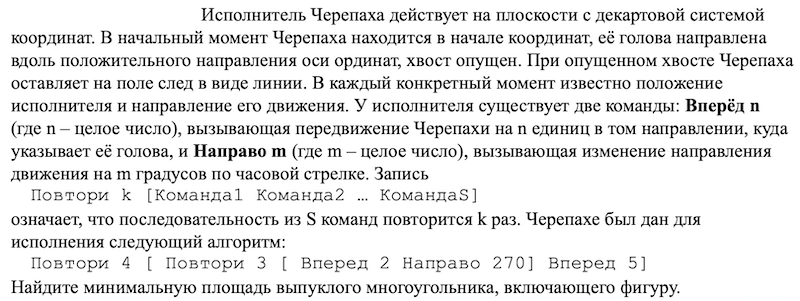 Исполнитель Черепаха действует на плоскости с декартовой системой
координат. В начальный момент Черепаха находится в начале координат, её голова направлена
вдоль положительного направления оси ординат, хвост опущен. При опущенном хвосте Черепаха
оставляет на поле след в виде линии. В каждый конкретный момент известно положение
исполнителя и направление его движения. У исполнителя существует две команды: Вперёд n
(где n – целое число), вызывающая передвижение Черепахи на n единиц в том направлении, куда
указывает её голова, и Направо m (где m – целое число), вызывающая изменение направления
движения на m градусов по часовой стрелке. Запись
Повтори k [Команда1 Команда2 … КомандаS]
означает, что последовательность из S команд повторится k раз. Черепахе был дан для
исполнения следующий алгоритм:
Повтори 4 [ Повтори 3 [ Вперед 2 Направо 270] Вперед 5]
Найдите минимальную площадь выпуклого многоугольника, включающего фигуру.